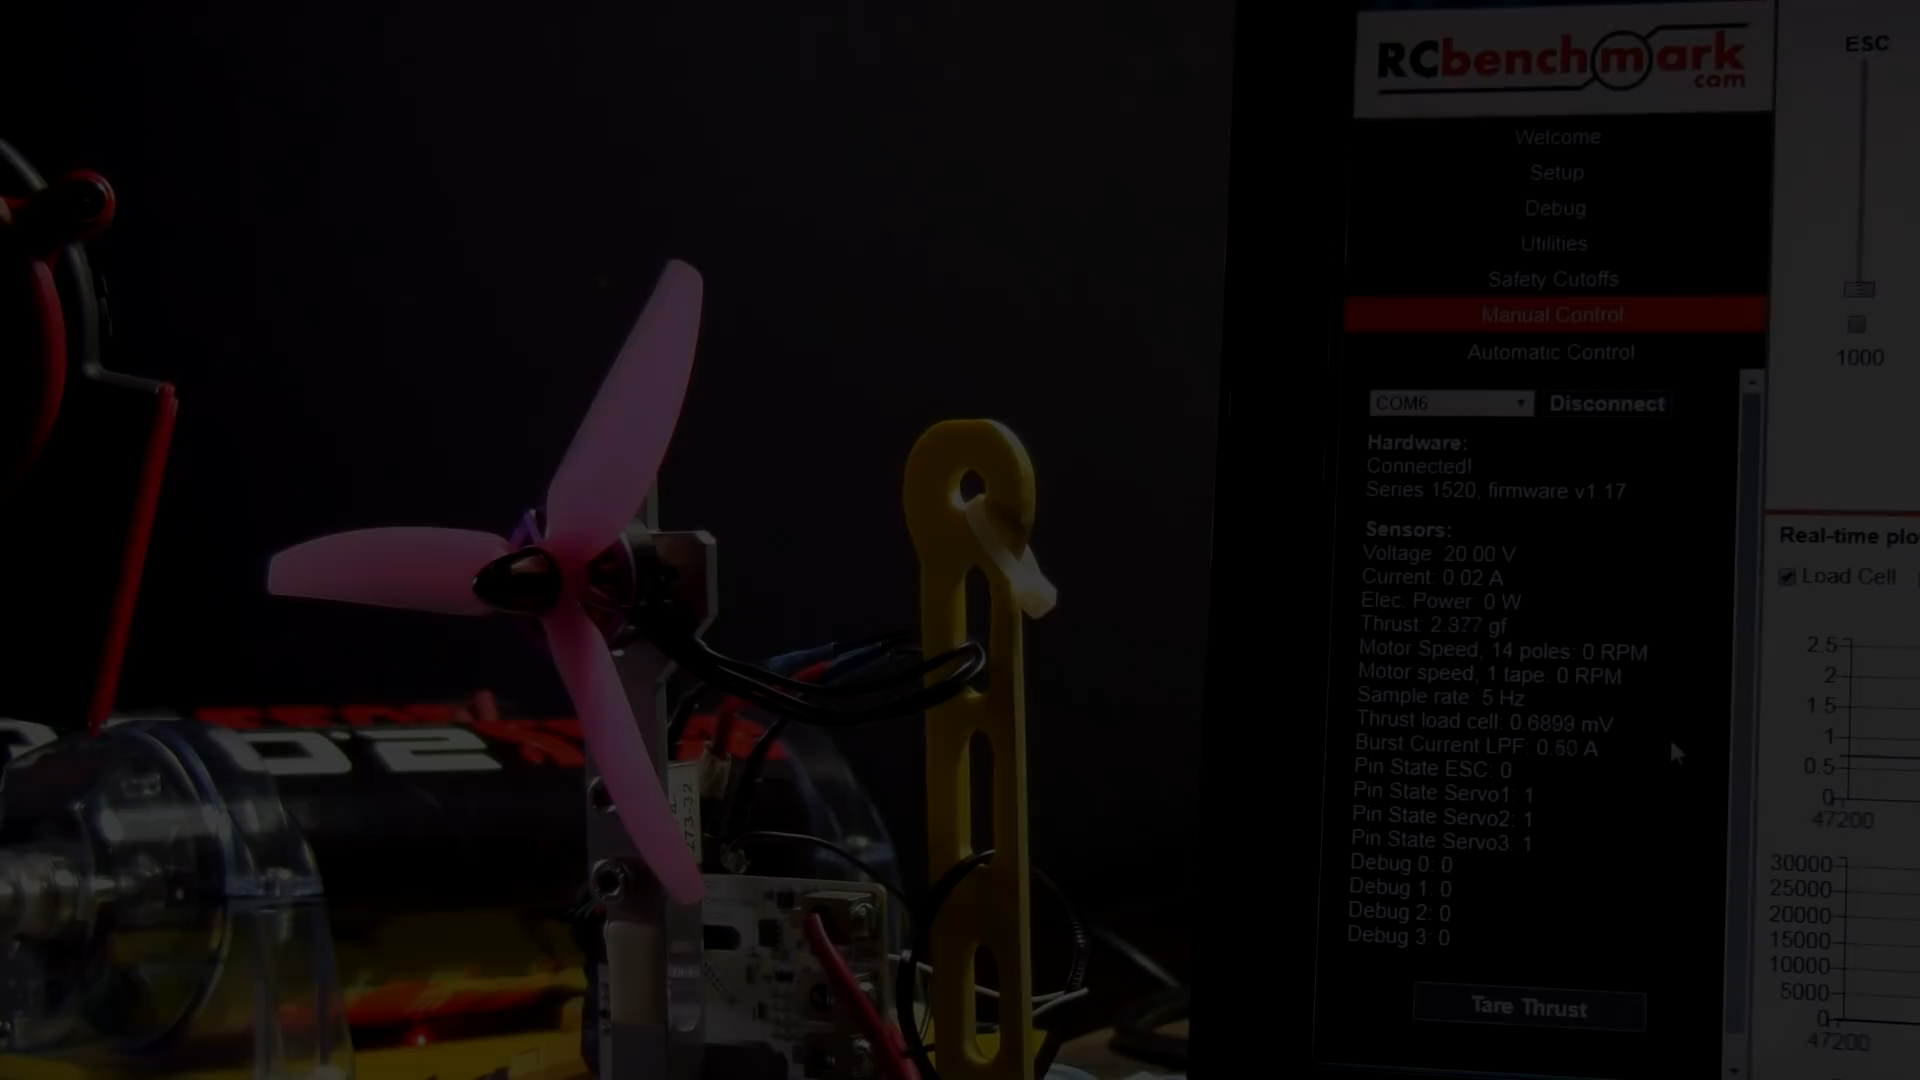 RCbenchmark
.com
ESC
Welcome
Setup
Debug
Utilities
Safety Cutoffs
Manual Control
Automatic Control
1000
COM6
Disconnect
Hardware:
Connected!
Series 1520, firmware v1.17
Sensors:
Voltage: 20.00 V
Current: 0.02 A
Elec. Power: 0 W
Thrust: 2.877 gf
Motor Speed, 14 poles: 0 RPM
Motor speed, 1 tape: 0 RPM
Sample rate: 5 Hz
Thrust load cell: 0.6899 mV
Burst Current LPF: 0.60 A
Pin State ESC: 0
Pin State Servo1: 1
Pin State Servo2: 1
Pin State Servo3: 1
Debug 0: 0
Debug 1: 0
Debug 2: 0
Debug 3: 0
Tare Thrust
Real-time plo
Load Cell
2.5
2
1.5
1
0.5
0
47200
30000
25000
20000
15000
10000
5000
0
47200
273-32